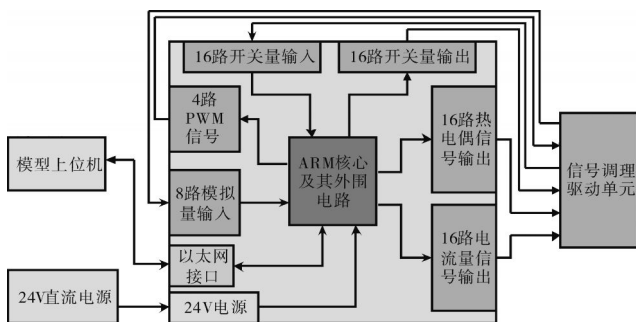 16路开关量输入
16路开关量输出
4路
PWM
信号
16路热
电偶信
号输出
模型上位机
ARM核心
及其外围
电路
信号调理
驱动单元
8路模拟
量输入
16路电
流量信
号输出
以太网
接口
24V直流电源
24V电源